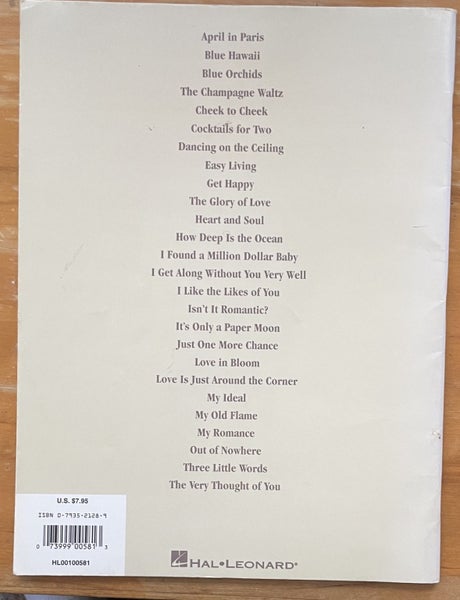 April in Paris
Blue Hawaii
Blue Orchids
The Champagne Waltz
Cheek to Cheek
Cocktails for Two
Dancing on the Ceiling
Easy Living
Get Happy
The Glory of Love
Heart and Soul
How Deep Is the Ocean
I Found a Million Dollar Baby
I Get Along Without You Very Well
I Like the Likes of You
Isn't It Romantic?
It's Only a Paper Moon
Just One More Chance
Love in Bloom
Love Is Just Around the Corner
My Ideal
My Old Flame
My Romance
Out of Nowhere
Three Little Words
The Very Thought of You
U.S. $7.95
ISBN 0-7935-2128-9
0 73999 00581 3
HL00100581
HAL•LEONARD®